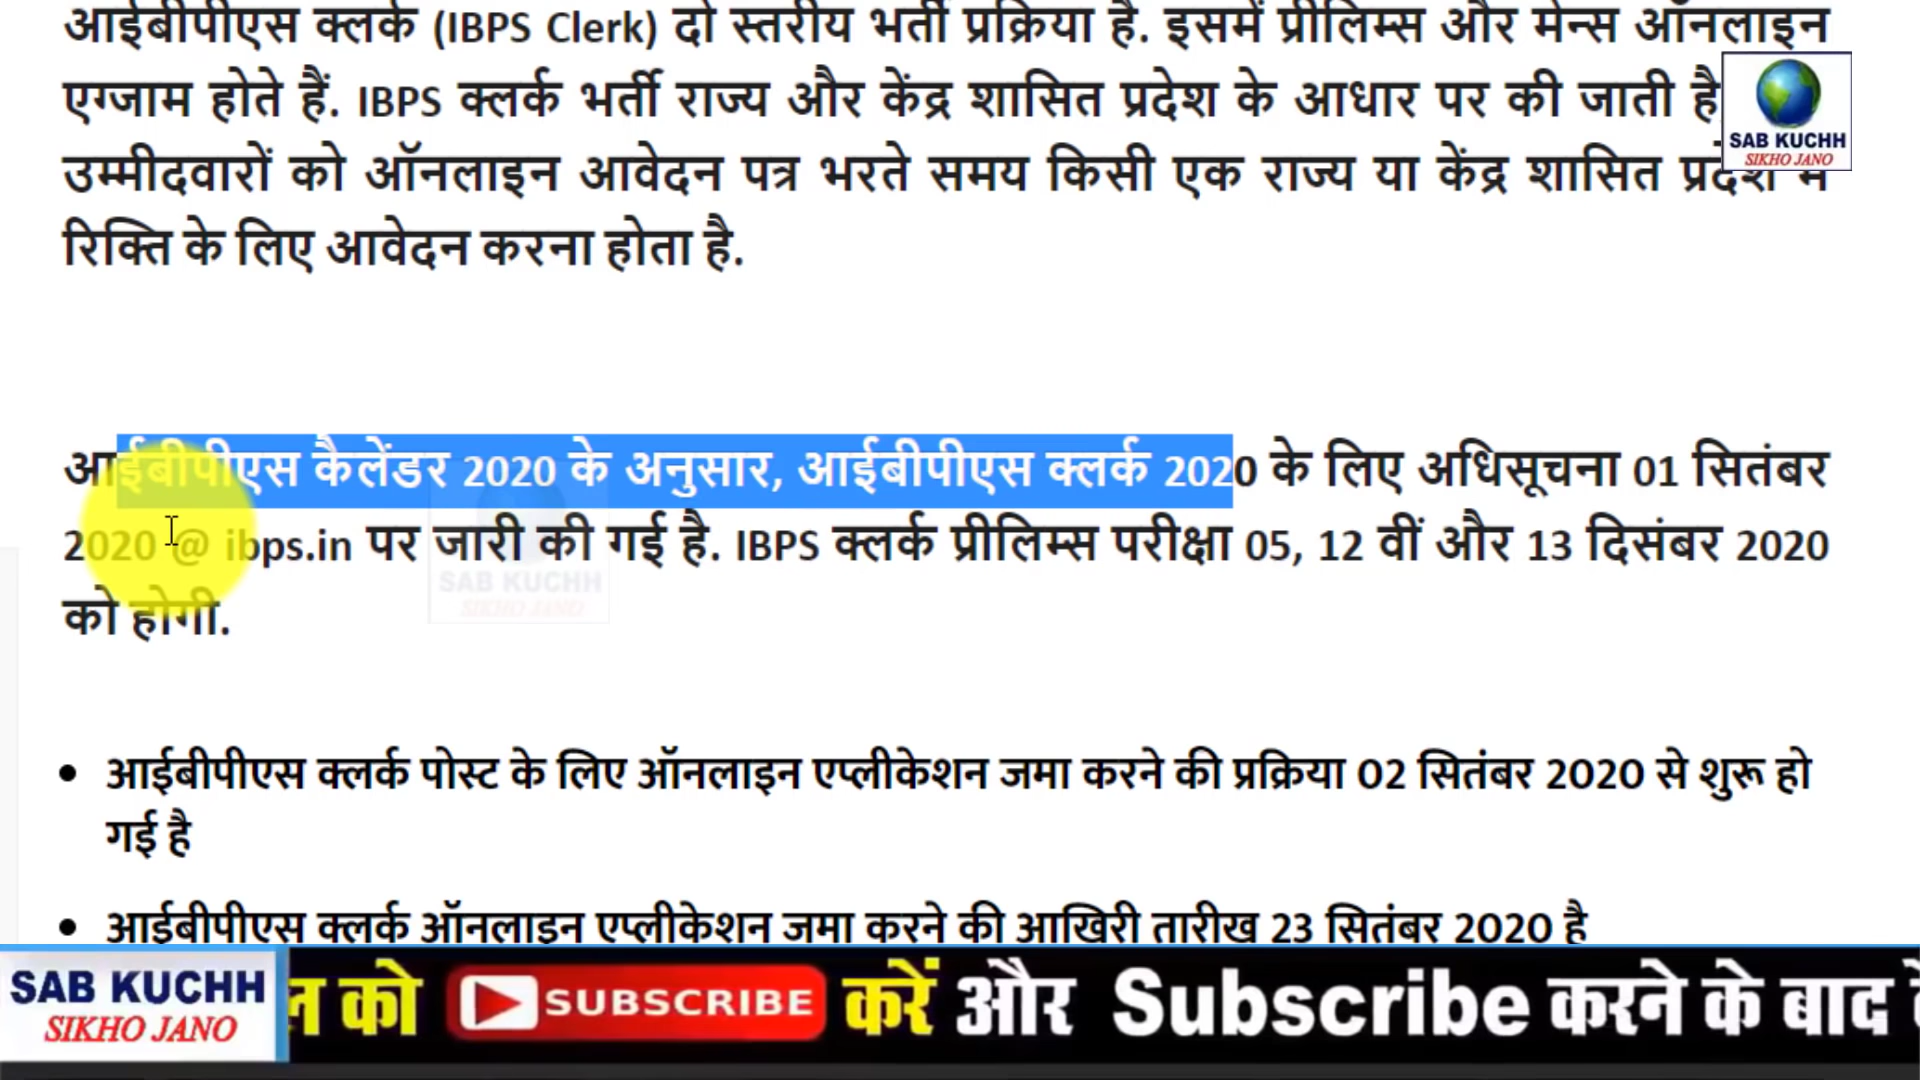 आईबीपीएस क्लर्क (IBPS Clerk) दो स्तरीय भर्ती प्रक्रिया है. इसमें प्रीलिम्स और मेन्स ऑनलाइन
एग्जाम होते हैं. IBPS क्लर्क भर्ती राज्य और केंद्र शासित प्रदेश के आधार पर की जाती है
SAB KUCHH
SIKHO JANO
उम्मीदवारों को ऑनलाइन आवेदन पत्र भरते समय किसी एक राज्य या केंद्र शासित प्रदेश में
रिक्ति के लिए आवेदन करना होता है.
आईबीपीएस कैलेंडर 2020 के अनुसार, आईबीपीएस क्लर्क 2020 के लिए अधिसूचना 01 सितंबर
2020 @ ibps.in पर जारी की गई है. IBPS क्लर्क प्रीलिम्स परीक्षा 05, 12 वीं और 13 दिसंबर 2020
को होगी.
SAB KUCHH
SIKHO JANO
• आईबीपीएस क्लर्क पोस्ट के लिए ऑनलाइन एप्लीकेशन जमा करने की प्रक्रिया 02 सितंबर 2020 से शुरू हो
गई है
• आईबीपीएस क्लर्क ऑनलाइन एप्लीकेशन जमा करने की आखिरी तारीख 23 सितंबर 2020 है
SAB KUCHH
SIKHO JANO
को SUBSCRIBE करें और Subscribe करने के बाद